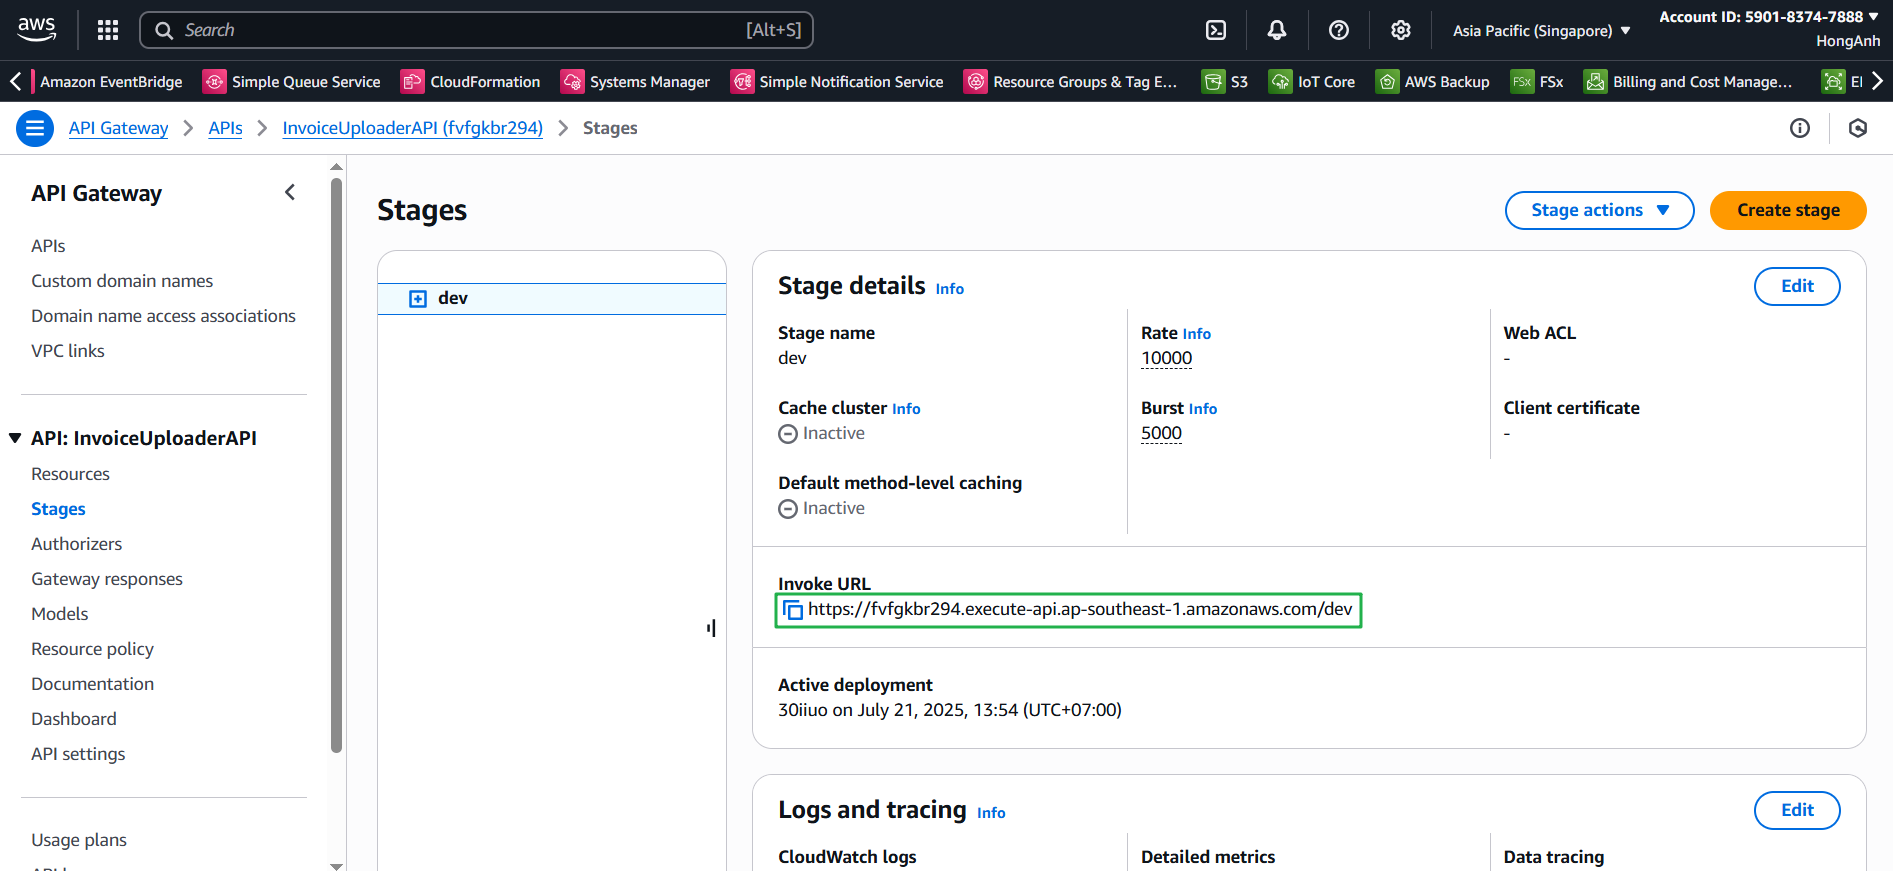 aws
Search [Alt+S]
Asia Pacific (Singapore)
Account ID: 5901-8374-7888
HongAnh
Amazon EventBridge
Simple Queue Service
CloudFormation
Systems Manager
Simple Notification Service
Resource Groups & Tag E...
S3
IoT Core
AWS Backup
FSx
FSx
Billing and Cost Manage...
API Gateway
APIs
InvoiceUploaderAPI (fvfgkbr294)
Stages
API Gateway
APIs
Custom domain names
Domain name access associations
VPC links
API: InvoiceUploaderAPI
Resources
Stages
Authorizers
Gateway responses
Models
Resource policy
Documentation
Dashboard
API settings
Usage plans
Stages
Stage actions
Create stage
dev
Stage details Info
Edit
Stage name
dev
Rate Info
10000
Web ACL
-
Cache cluster Info
Inactive
Burst Info
5000
Client certificate
-
Default method-level caching
Inactive
Invoke URL
https://fvfgkbr294.execute-api.ap-southeast-1.amazonaws.com/dev
Active deployment
30iiuo on July 21, 2025, 13:54 (UTC+07:00)
Logs and tracing Info
Edit
CloudWatch logs
Detailed metrics
Data tracing